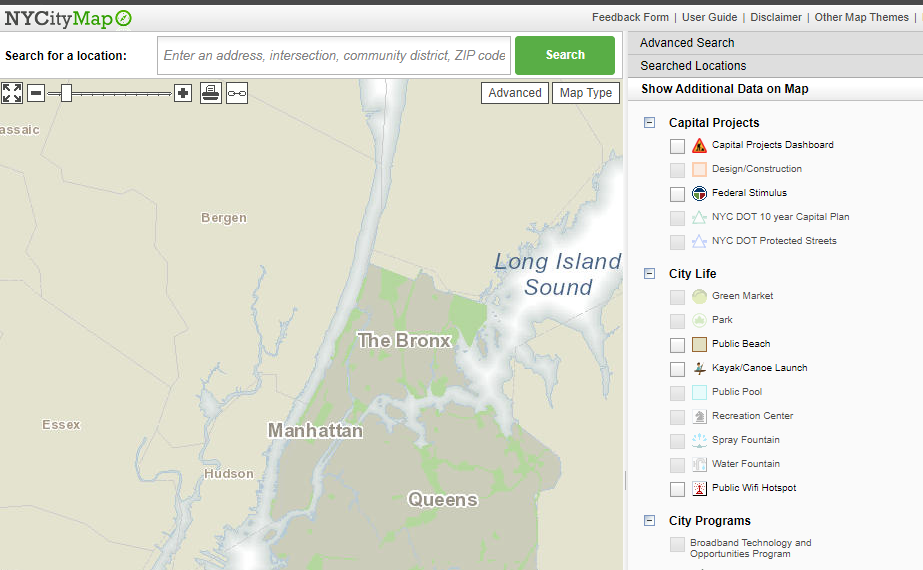 NYCityMap
Feedback Form | User Guide | Disclaimer | Other Map Themes |
Search for a location:
Enter an address, intersection, community district, ZIP code
Search
Advanced
Map Type
assaic
Bergen
Long Island
Sound
The Bronx
Essex
Manhattan
Hudson
Queens
Advanced Search
Searched Locations
Show Additional Data on Map
Capital Projects
Capital Projects Dashboard
Design/Construction
Federal Stimulus
NYC DOT 10 year Capital Plan
NYC DOT Protected Streets
City Life
Green Market
Park
Public Beach
Kayak/Canoe Launch
Public Pool
Recreation Center
Spray Fountain
Water Fountain
Public Wifi Hotspot
City Programs
Broadband Technology and
Opportunities Program